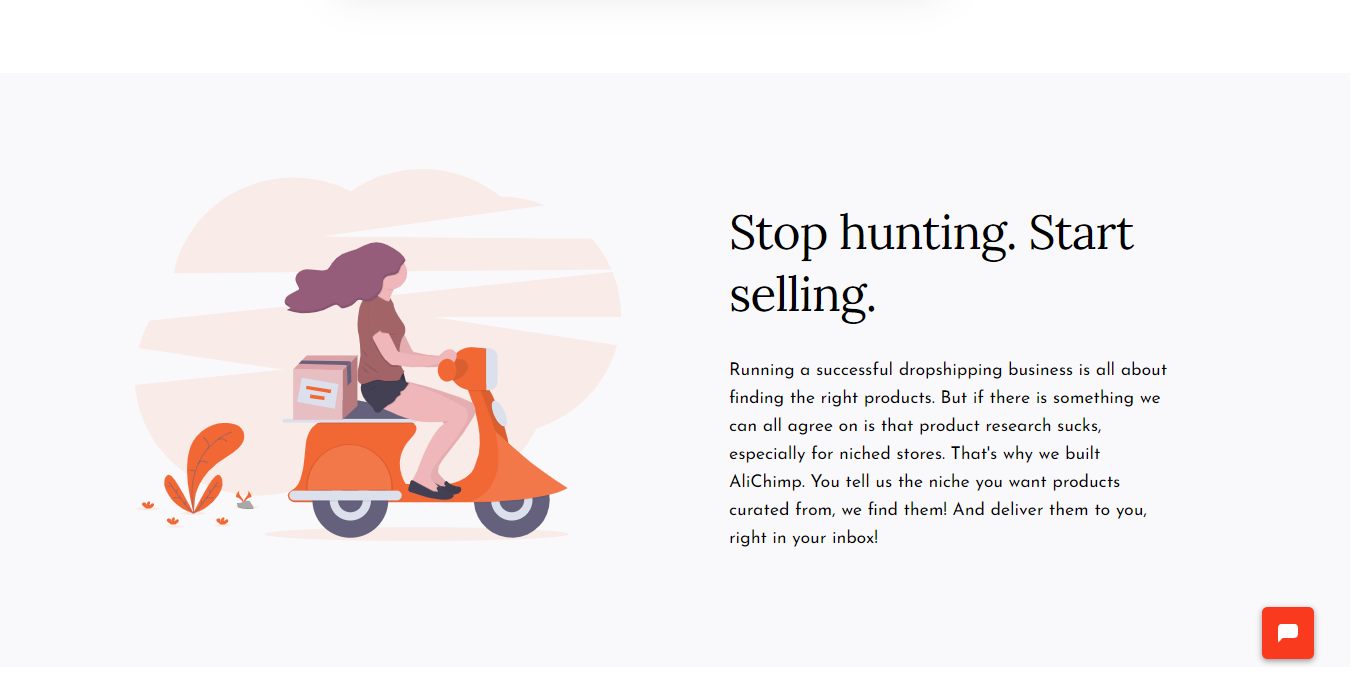 Stop hunting. Start
selling.
Running a successful dropshipping business is all about
finding the right products. But if there is something we
can all agree on is that product research sucks,
especially for niched stores. That's why we built
AliChimp. You tell us the niche you want products
curated from, we find them! And deliver them to you,
right in your inbox!